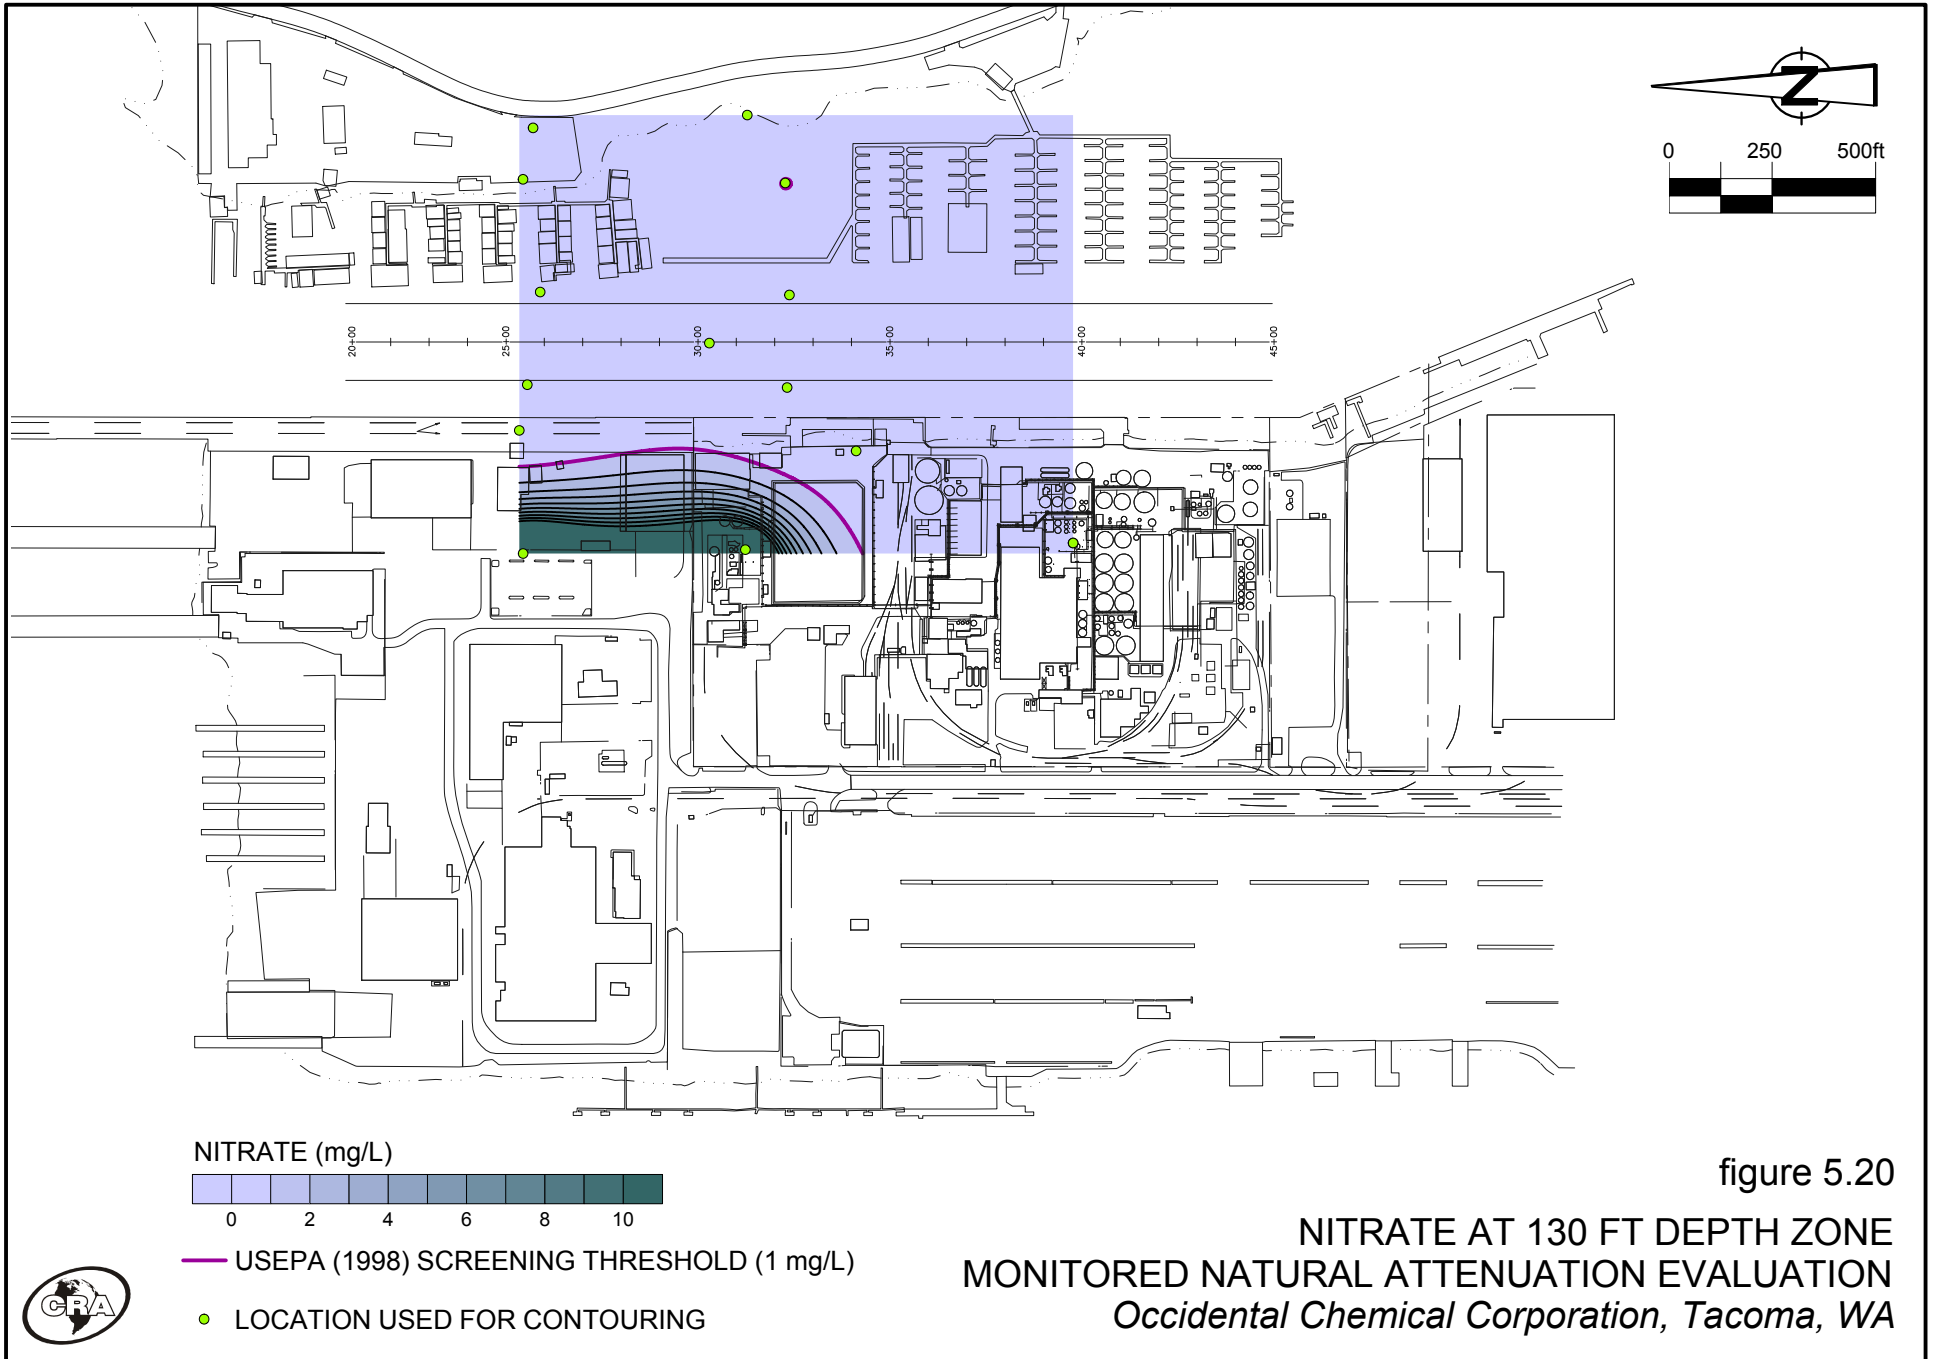 Z
0 250 500ft
20+00 25+00 30+00 35+00 40+00 45+00
NITRATE (mg/L)
0 2 4 6 8 10
USEPA (1998) SCREENING THRESHOLD (1 mg/L)
LOCATION USED FOR CONTOURING
CRA
figure 5.20
NITRATE AT 130 FT DEPTH ZONE
MONITORED NATURAL ATTENUATION EVALUATION
Occidental Chemical Corporation, Tacoma, WA